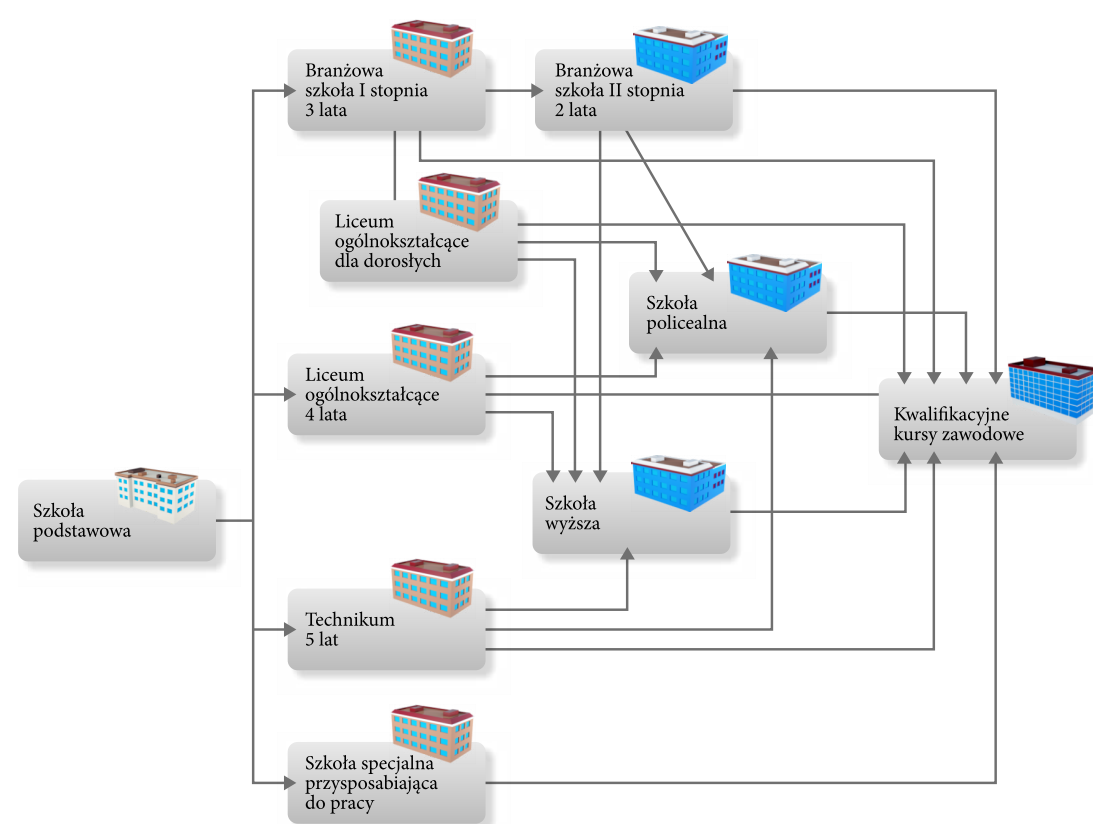 Branżowa
szkoła I stopnia
3 lata
Branżowa
szkoła II stopnia
2 lata
Liceum
ogólnokształcące
dla dorosłych
Szkoła
policealna
Liceum
ogólnokształcące
4 lata
Kwalifikacyjne
kursy zawodowe
Szkoła
podstawowa
Szkoła
wyższa
Technikum
5 lat
Szkoła specjalna
przysposabiająca
do pracy